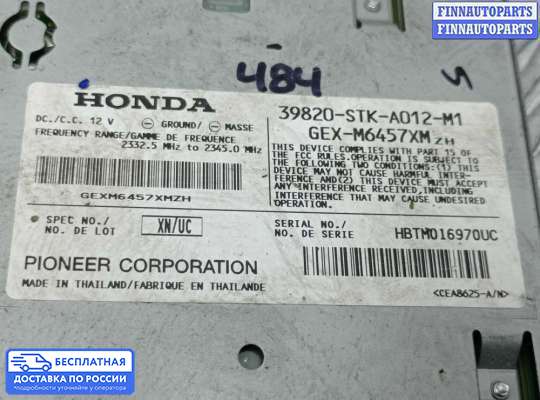 FINNAUTOPARTS
FINNAUTOPARTS
484
HONDA
39820-STK-A012-M1
GEX-M6457XM ZH
DC./C.C. 12 V ⊖ GROUND/ ⊖ MASSE
FREQUENCY RANGE/GAMME DE FREQUENCE
2332.5 MHz to 2345.0 MHz
THIS DEVICE COMPLIES WITH PART 15 OF
THE FCC RULES.OPERATION IS SUBJECT TO
THE FOLLOWING TWO CONDITIONS:(1) THIS
DEVICE MAY NOT CAUSE HARMFUL INTER-
FERENCE AND(2) THIS DEVICE MUST ACCEPT
ANY INTERFERENCE RECEIVED,INCLUDING
INTERFERENCE THAT MAY CAUSE UNDESIRED
OPERATION.
GEXM6457XMZH
SPEC NO./
NO. DE LOT
XN/UC
SERIAL NO./
NO. DE SERIE
HBTM016970UC
PIONEER CORPORATION
MADE IN THAILAND/FABRIQUE EN THAILANDE
<CEA8625-A/N>
БЕСПЛАТНАЯ
ДОСТАВКА ПО РОССИИ
подробности уточняйте у оператора